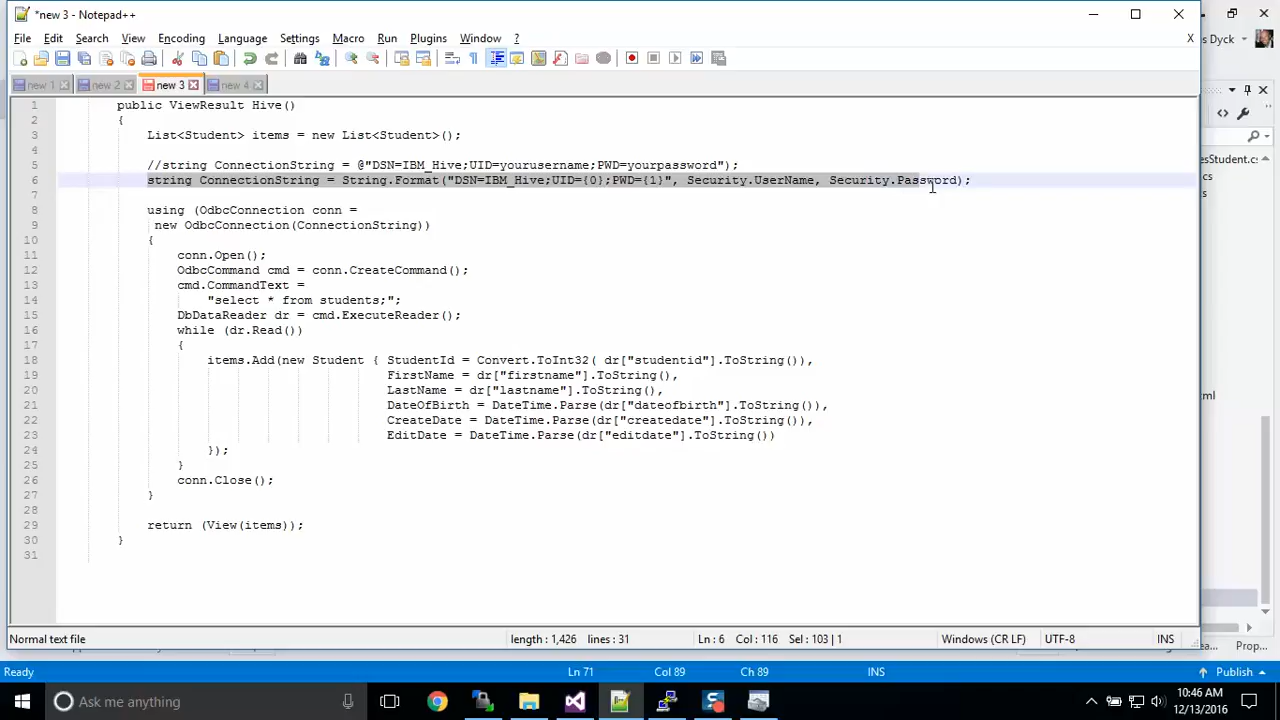 *new 3 - Notepad++
s Dyck
File Edit Search View Encoding Language Settings Macro Run Plugins Window ? X
new 1 new 2 new 3 new 4
1 public ViewResult Hive()
2 {
3 List<Student> items = new List<Student>();
4
5 //string ConnectionString = @"DSN=IBM_Hive;UID=yourusername;PWD=yourpassword");
6 string ConnectionString = String.Format("DSN=IBM_Hive;UID={0};PWD={1}", Security.UserName, Security.Password);
7
8 using (OdbcConnection conn =
9 new OdbcConnection(ConnectionString))
10 {
11 conn.Open();
12 OdbcCommand cmd = conn.CreateCommand();
13 cmd.CommandText =
14 "select * from students;";
15 DbDataReader dr = cmd.ExecuteReader();
16 while (dr.Read())
17 {
18 items.Add(new Student { StudentId = Convert.ToInt32( dr["studentid"].ToString()),
19 FirstName = dr["firstname"].ToString(),
20 LastName = dr["lastname"].ToString(),
21 DateOfBirth = DateTime.Parse(dr["dateofbirth"].ToString()),
22 CreateDate = DateTime.Parse(dr["createdate"].ToString()),
23 EditDate = DateTime.Parse(dr["editdate"].ToString())
24 });
25 }
26 conn.Close();
27 }
28
29 return (View(items));
30 }
31
esStudent.cs
ml
Normal text file length : 1,426 lines : 31 Ln : 6 Col : 116 Sel : 103 | 1 Windows (CR LF) UTF-8 INS
ea... Prop...
Ready Ln 71 Col 89 Ch 89 INS Publish
Ask me anything
10:46 AM
12/13/2016